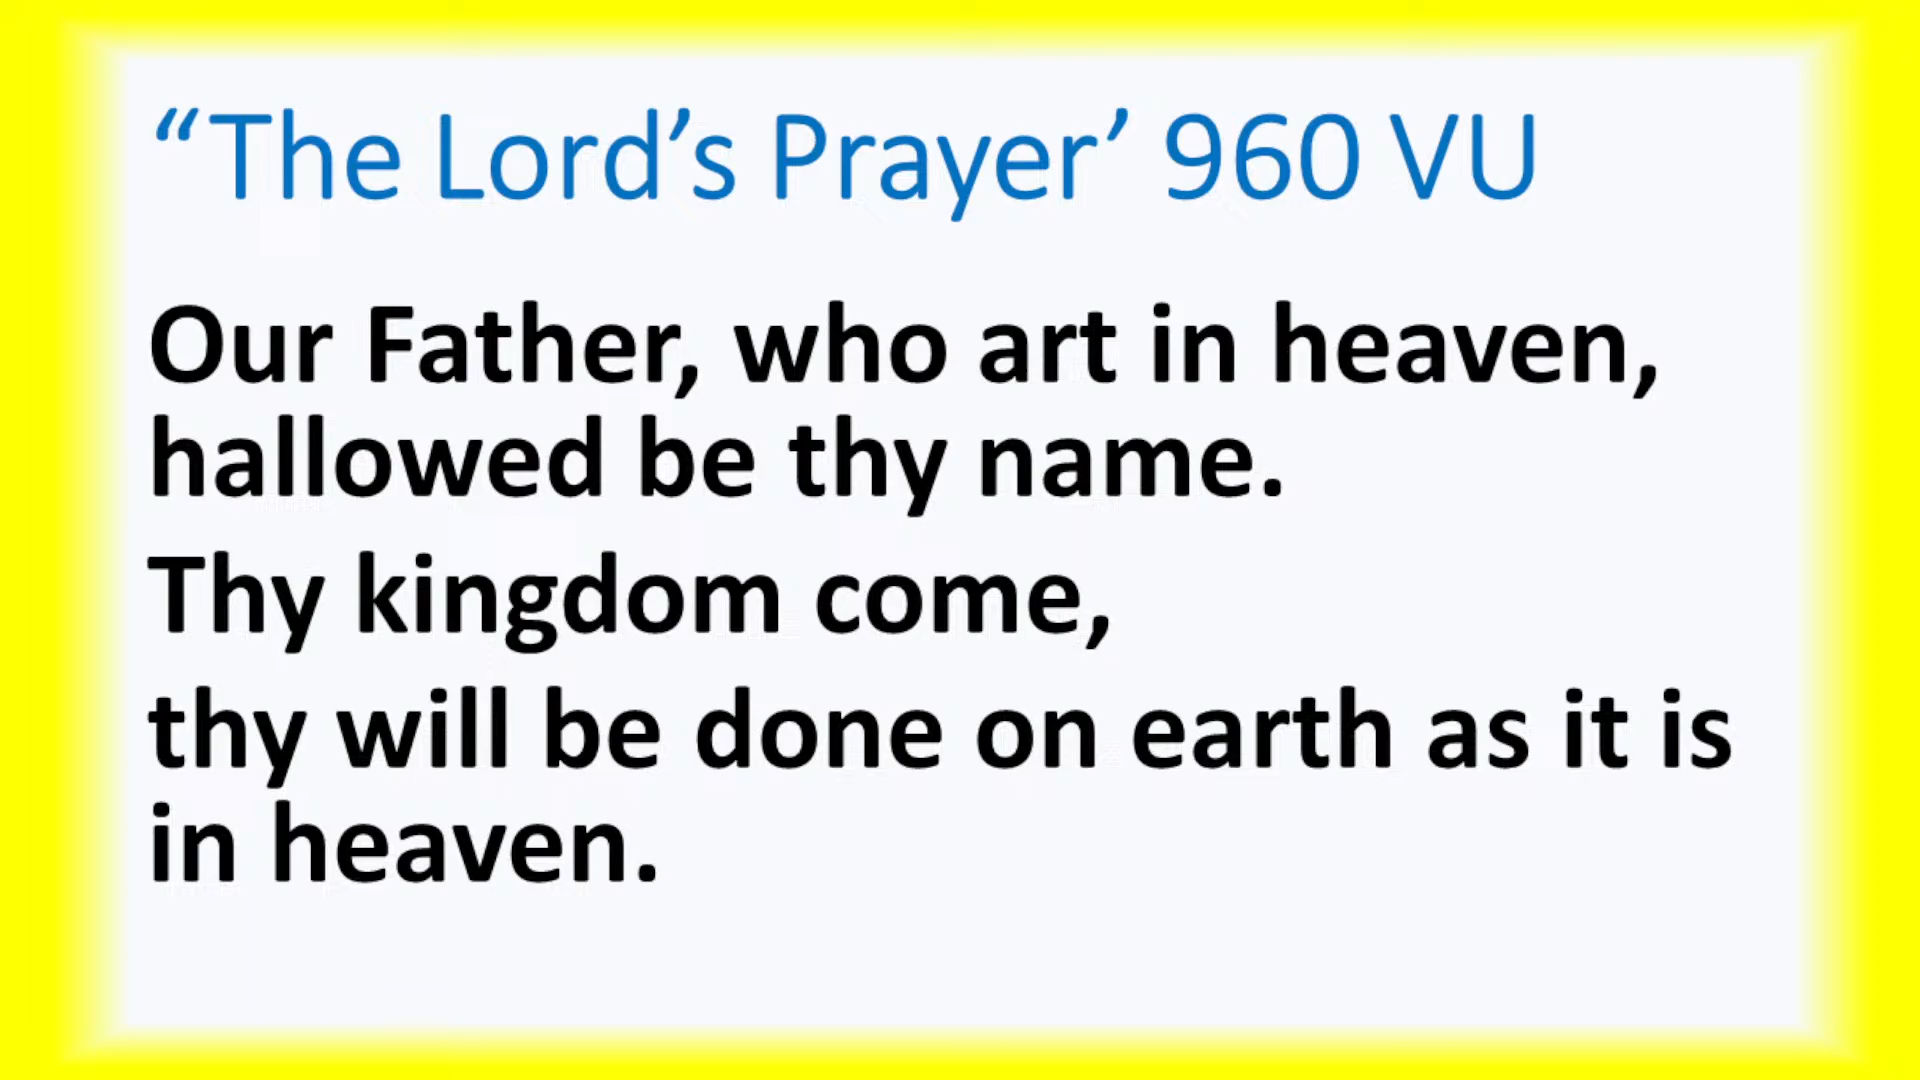 “The Lord’s Prayer’ 960 VU
Our Father, who art in heaven,
hallowed be thy name.
Thy kingdom come,
thy will be done on earth as it is
in heaven.